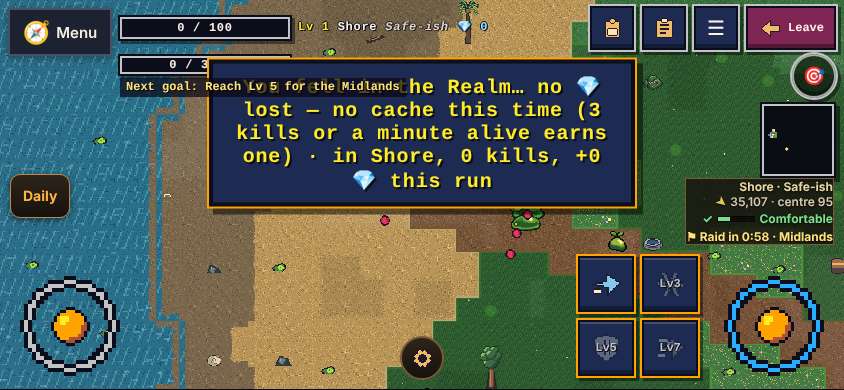 Menu
0 / 100
Lv 1 Shore Safe-ish 💎 0
Leave
0 / 3
Next goal: Reach Lv 5 for the Midlands
the Realm… no 💎
lost — no cache this time (3
kills or a minute alive earns
one) · in Shore, 0 kills, +0
💎 this run
Daily
Shore · Safe-ish
35,107 · centre 95
✓ Comfortable
⚑ Raid in 0:58 · Midlands
Lv3
Lv5
Lv7